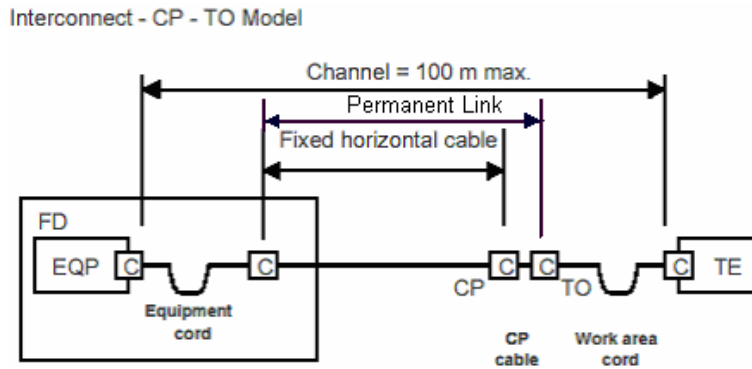 Interconnect - CP - TO Model
Channel = 100 m max.
Permanent Link
Fixed horizontal cable
FD
EQP
C
C
CP
C
C
TO
C
TE
Equipment
cord
CP
cable
Work area
cord